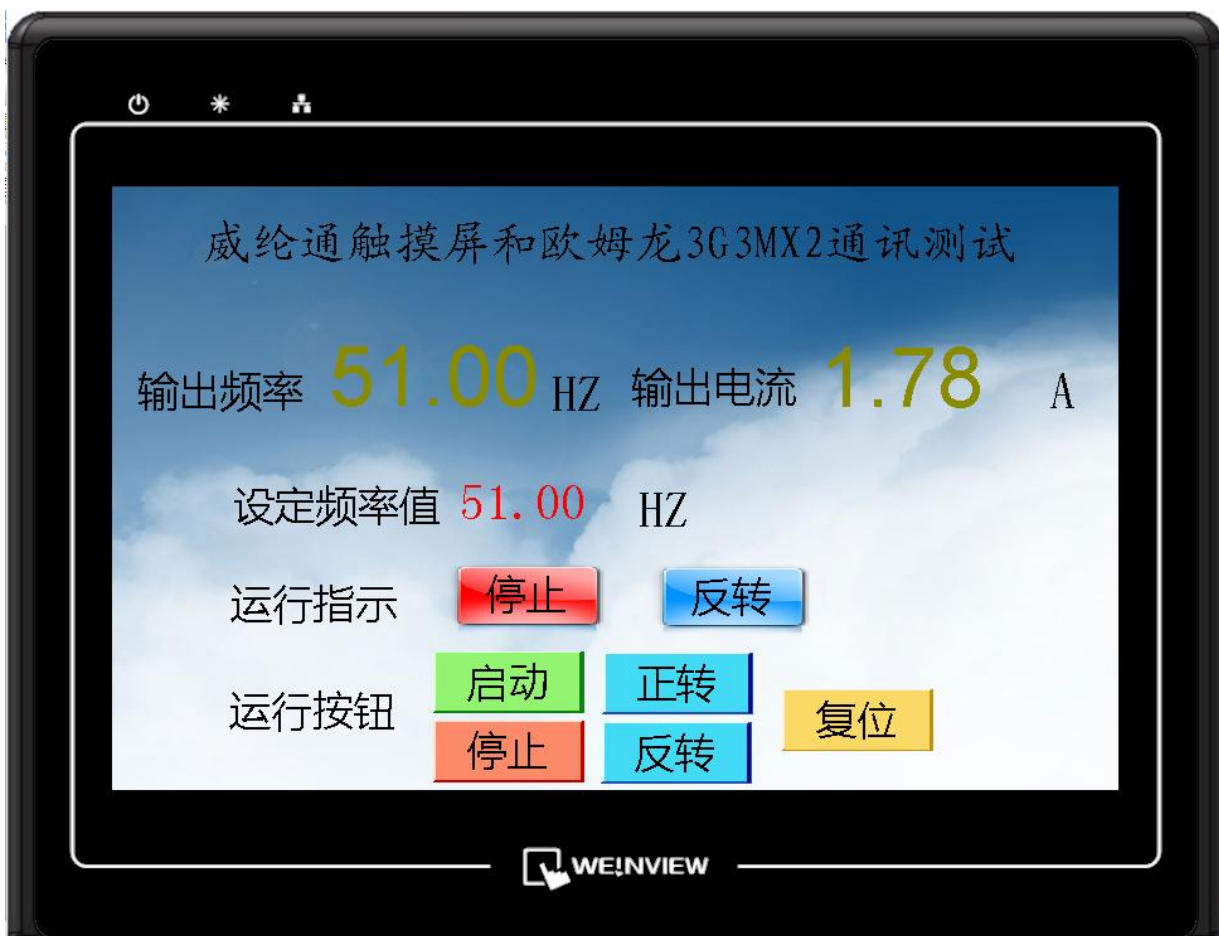 威纶通触摸屏和欧姆龙3G3MX2通讯测试
输出频率 51.00 HZ 输出电流 1.78 A
设定频率值 51.00 HZ
运行指示 停止 反转
运行按钮 启动 正转 复位
停止 反转
WEINVIEW